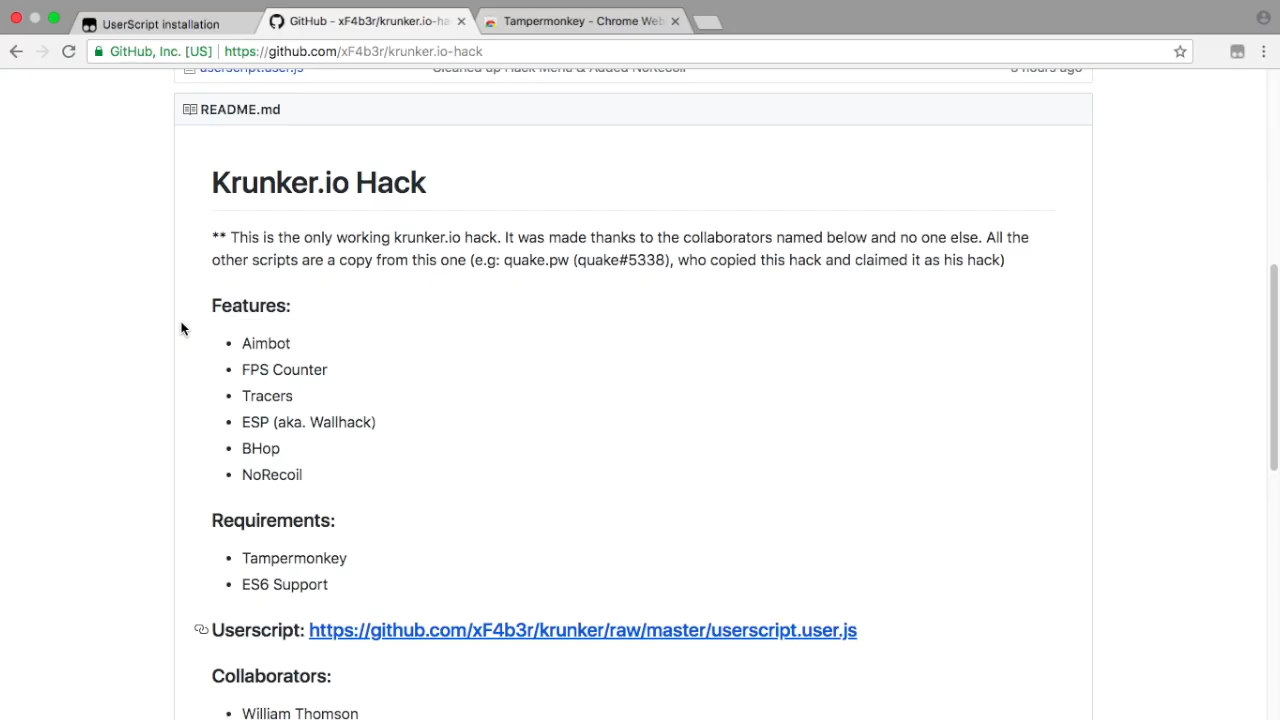 UserScript installation
GitHub - xF4b3r/krunker.io-ha
Tampermonkey - Chrome Web
GitHub, Inc. [US] https://github.com/xF4b3r/krunker.io-hack
userscript.user.js Cleaned up Hack Menu & Added NoRecoil 3 hours ago
README.md
Krunker.io Hack
** This is the only working krunker.io hack. It was made thanks to the collaborators named below and no one else. All the
other scripts are a copy from this one (e.g: quake.pw (quake#5338), who copied this hack and claimed it as his hack)
Features:
• Aimbot
• FPS Counter
• Tracers
• ESP (aka. Wallhack)
• BHop
• NoRecoil
Requirements:
• Tampermonkey
• ES6 Support
Userscript: https://github.com/xF4b3r/krunker/raw/master/userscript.user.js
Collaborators:
• William Thomson